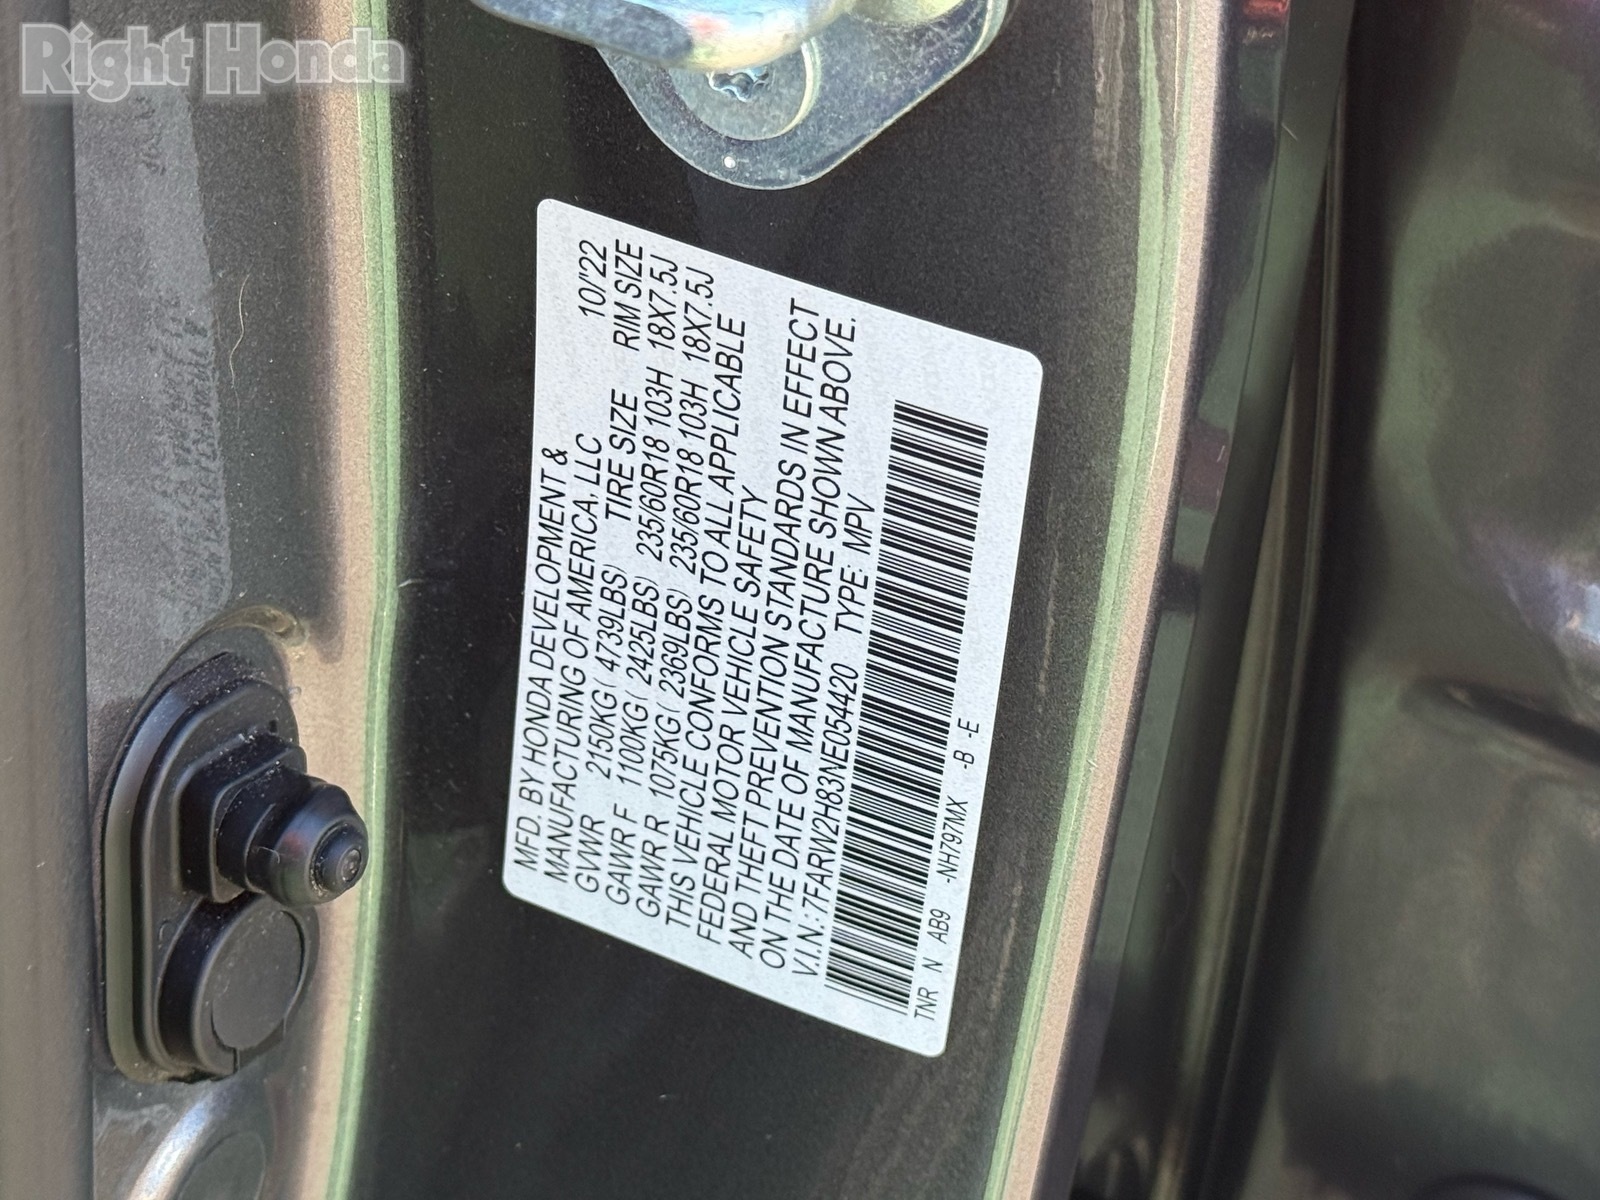 Right Honda
MFD. BY HONDA DEVELOPMENT &
MANUFACTURING OF AMERICA, LLC 10/'22
GVWR 2150KG( 4739LBS) TIRE SIZE RIM SIZE
GAWR F 1100KG( 2425LBS) 235/60R18 103H 18X7.5J
GAWR R 1075KG( 2369LBS) 235/60R18 103H 18X7.5J
THIS VEHICLE CONFORMS TO ALL APPLICABLE
FEDERAL MOTOR VEHICLE SAFETY
AND THEFT PREVENTION STANDARDS IN EFFECT
ON THE DATE OF MANUFACTURE SHOWN ABOVE.
V.I.N.: 7FARW2H83NE054420 TYPE: MPV
TNR N AB9 -NH797MX -B -E